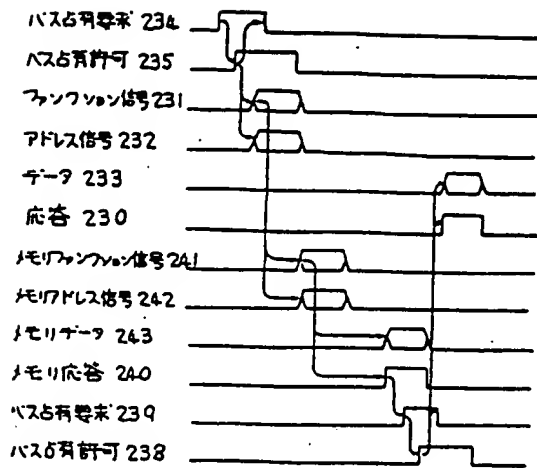 バス占有要求 234
バス占有許可 235
ファンクション信号 231
アドレス信号 232
データ 233
応答 230
メモリファンクション信号 241
メモリアドレス信号 242
メモリデータ 243
メモリ応答 240
バス占有要求 239
バス占有許可 238